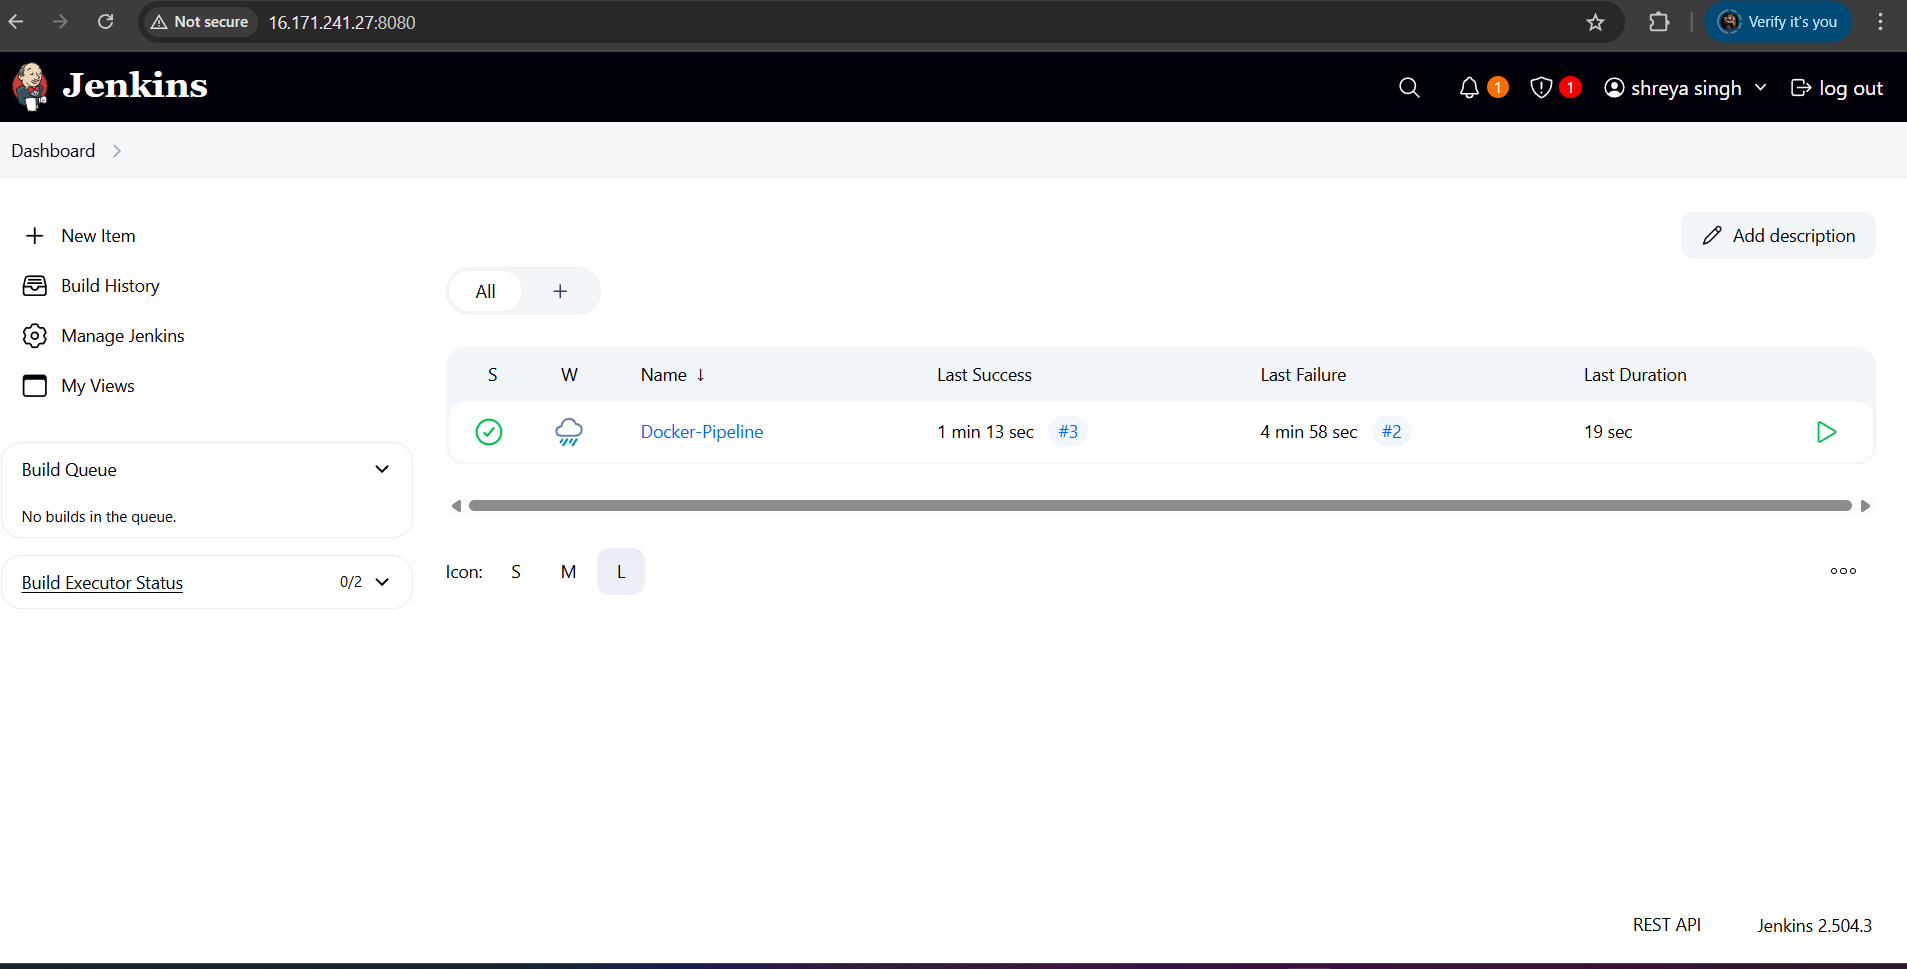 Not secure 16.171.241.27:8080 Verify it's you
Jenkins 1 1 shreya singh log out
Dashboard
New Item
Add description
Build History
All +
Manage Jenkins
My Views
S W Name ↓ Last Success Last Failure Last Duration
Docker-Pipeline 1 min 13 sec #3 4 min 58 sec #2 19 sec
Build Queue
No builds in the queue.
Build Executor Status 0/2
Icon: S M L
REST API Jenkins 2.504.3